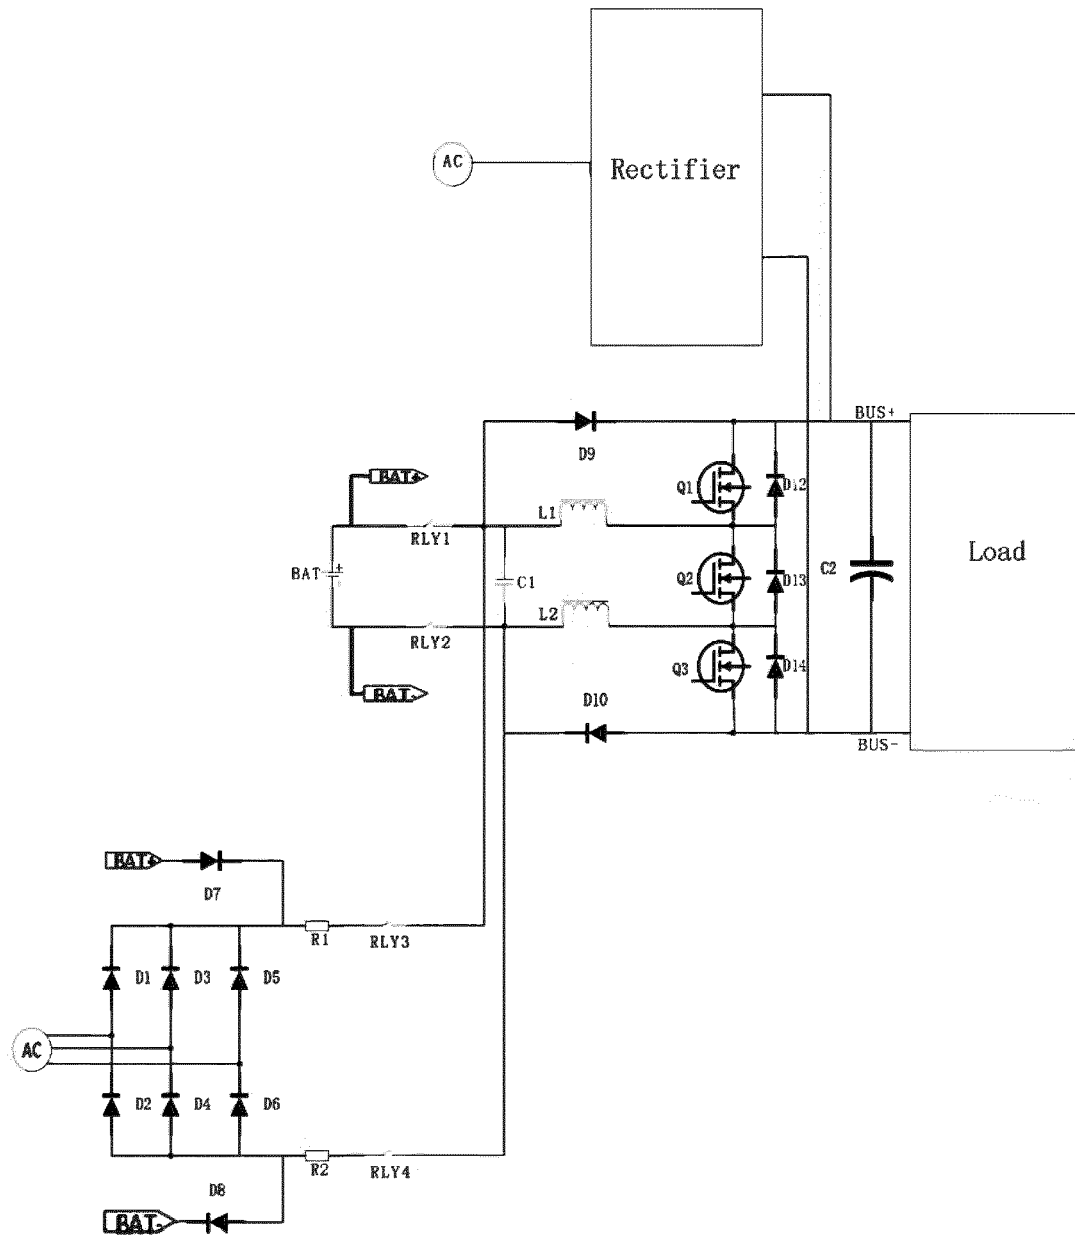 AC
Rectifier
BUS+
D9
BAT+
Q1
D12
L1
RLY1
Load
BAT
+
C1
Q2
D13
C2
L2
RLY2
Q3
D14
BAT-
D10
BUS-
BAT+
D7
R1
RLY3
D1
D3
D5
AC
D2
D4
D6
R2
RLY4
D8
BAT-